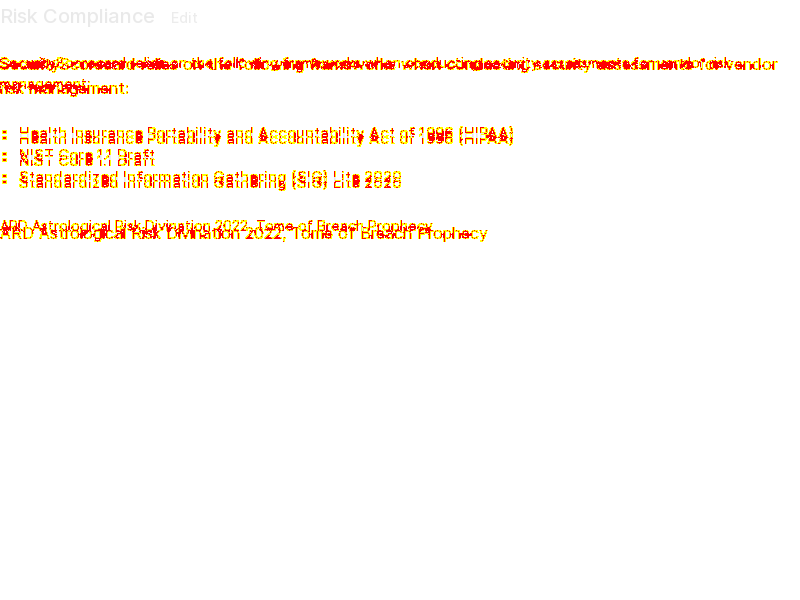 Risk Compliance Edit
SecurityScorecard relies on the following frameworks when conducting security assessments for vendor
risk management:
Health Insurance Portability and Accountability Act of 1996 (HIPAA)
NIST Core 1.1 Draft
Standardized Information Gathering (SIG) Lite 2020
ARD Astrological Risk Divination 2022, Tome of Breach Prophecy